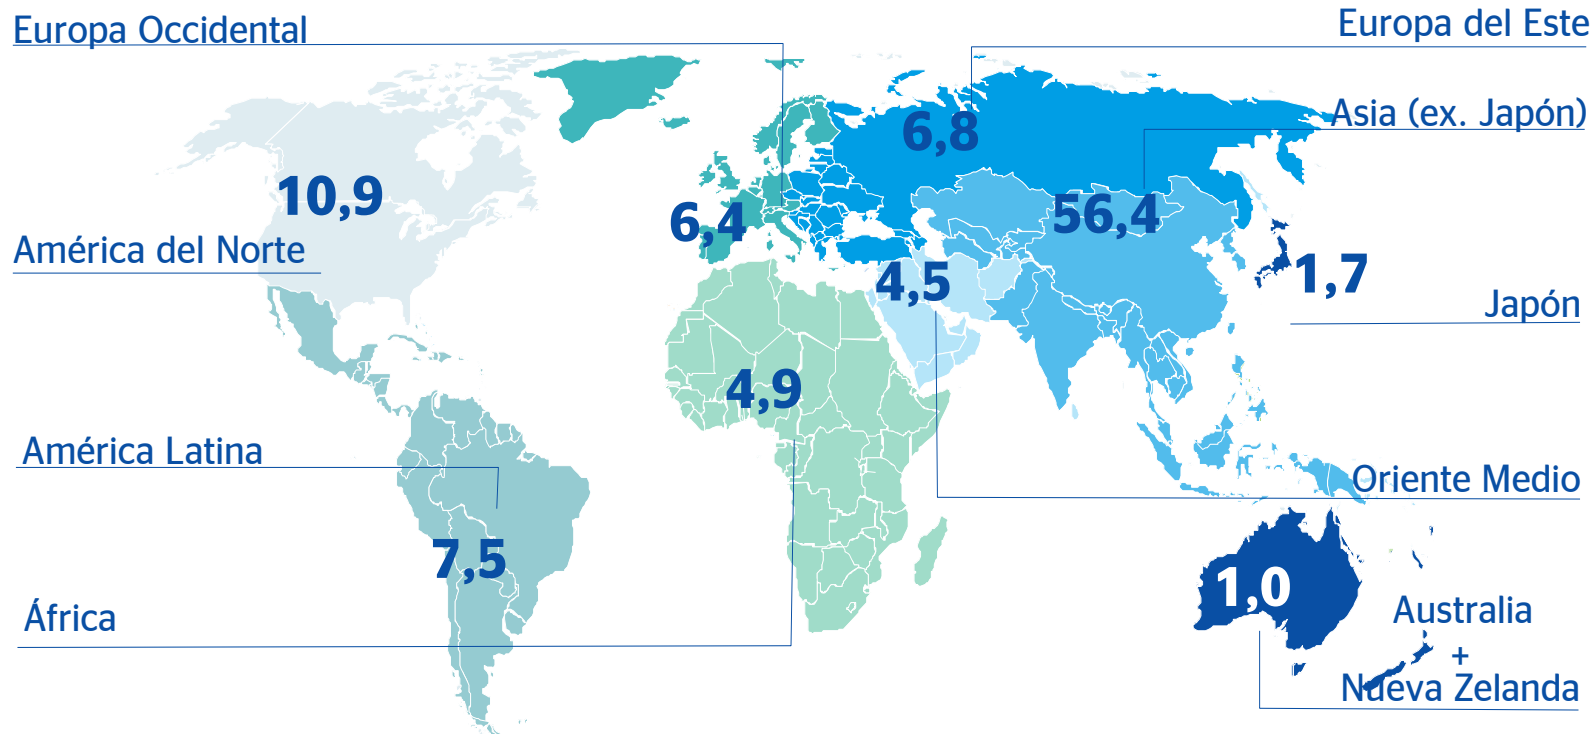 Europa Occidental
Europa del Este
Asia (ex. Japón)
6,8
10,9
56,4
6,4
América del Norte
4,5
1,7
Japón
4,9
América Latina
Oriente Medio
7,5
1,0
África
Australia
+
Nueva Zelanda